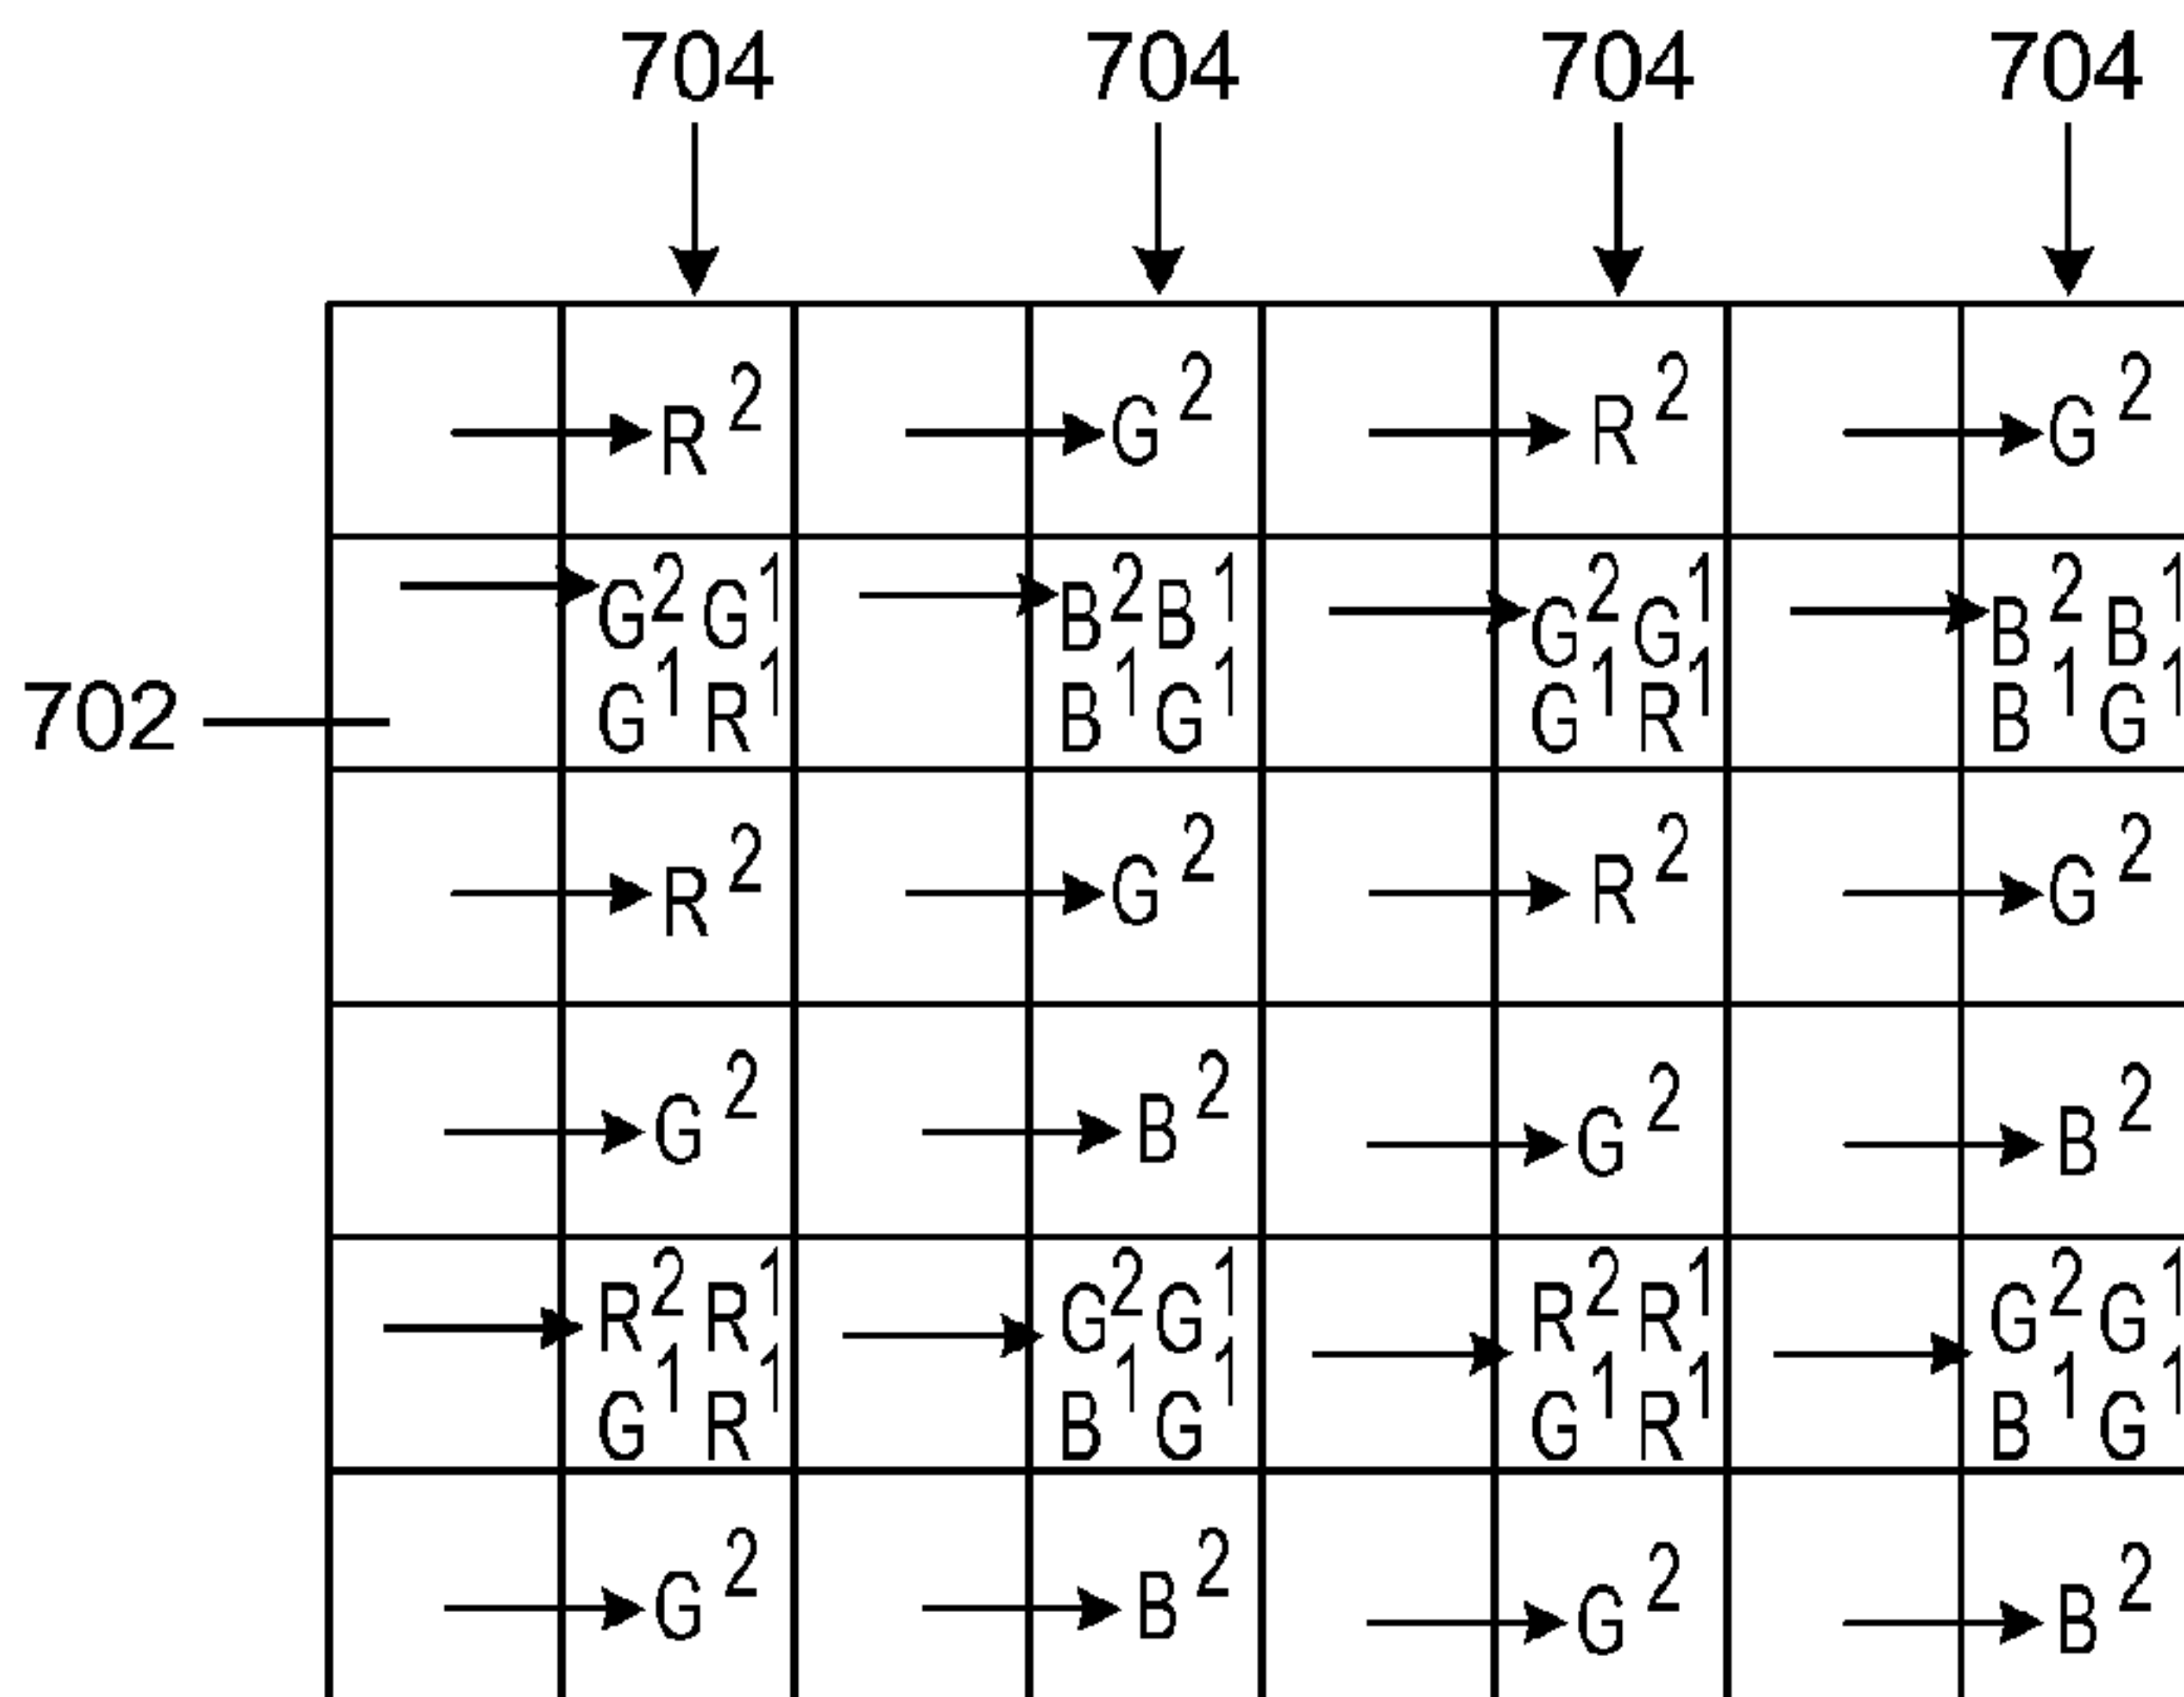 704 704 704 704
R² G² R² G²
G²G¹ B²B¹ G²G¹ B²B¹
G¹R¹ B¹G¹ G¹R¹ B¹G¹
702
R² G² R² G²
G² B² G² B²
R²R¹ G²G¹ R²R¹ G²G¹
G¹R¹ B¹G¹ G¹R¹ B¹G¹
G² B² G² B²